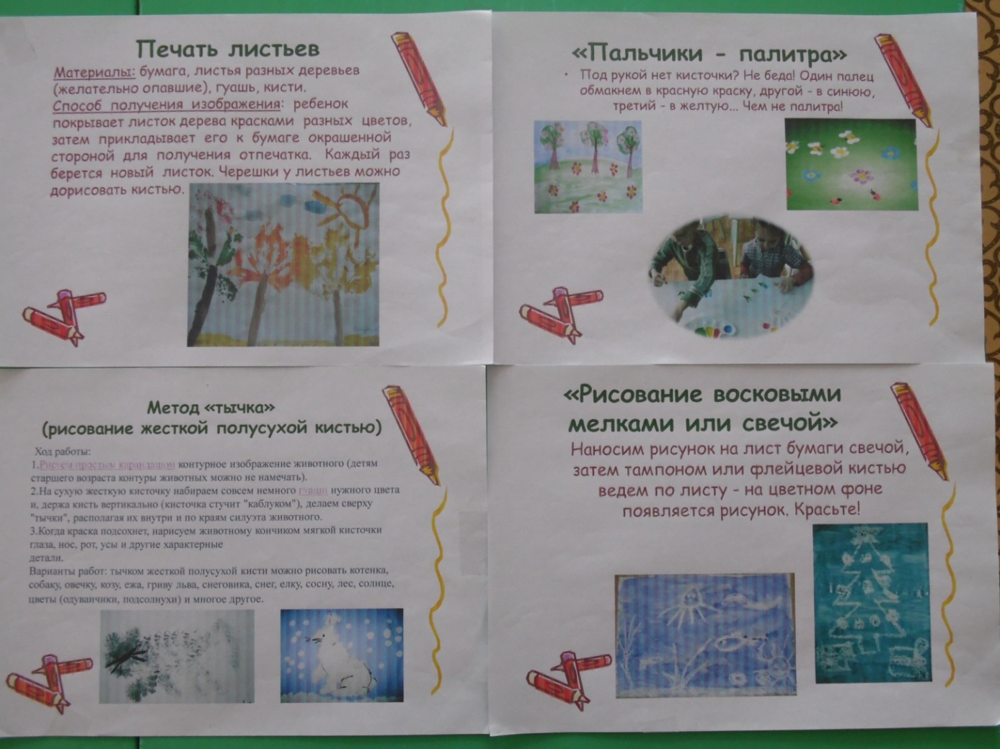 Печать листьев
Материалы: бумага, листья разных деревьев
(желательно опавшие), гуашь, кисти.
Способ получения изображения: ребенок
покрывает листок дерева красками разных цветов,
затем прикладывает его к бумаге окрашенной
стороной для получения отпечатка. Каждый раз
берется новый листок. Черешки у листьев можно
дорисовать кистью.
«Пальчики - палитра»
• Под рукой нет кисточки? Не беда! Один палец
обмакнем в красную краску, другой - в синюю,
третий - в желтую... Чем не палитра!
Метод «тычка»
(рисование жесткой полусухой кистью)
Ход работы:
1.Рисуем простым карандашом контурное изображение животного (детям
старшего возраста контуры животных можно не намечать).
2.На сухую жесткую кисточку набираем совсем немного гуаши нужного цвета
и, держа кисть вертикально (кисточка стучит "каблуком"), делаем сверху
"тычки", располагая их внутри и по краям силуэта животного.
3.Когда краска подсохнет, нарисуем животному кончиком мягкой кисточки
глаза, нос, рот, усы и другие характерные
детали.
Варианты работ: тычком жесткой полусухой кисти можно рисовать котенка,
собаку, овечку, козу, ежа, гриву льва, снеговика, снег, елку, сосну, лес, солнце,
цветы (одуванчики, подсолнухи) и многое другое.
«Рисование восковыми
мелками или свечой»
Наносим рисунок на лист бумаги свечой,
затем тампоном или флейцевой кистью
ведем по листу - на цветном фоне
появляется рисунок. Красьте!